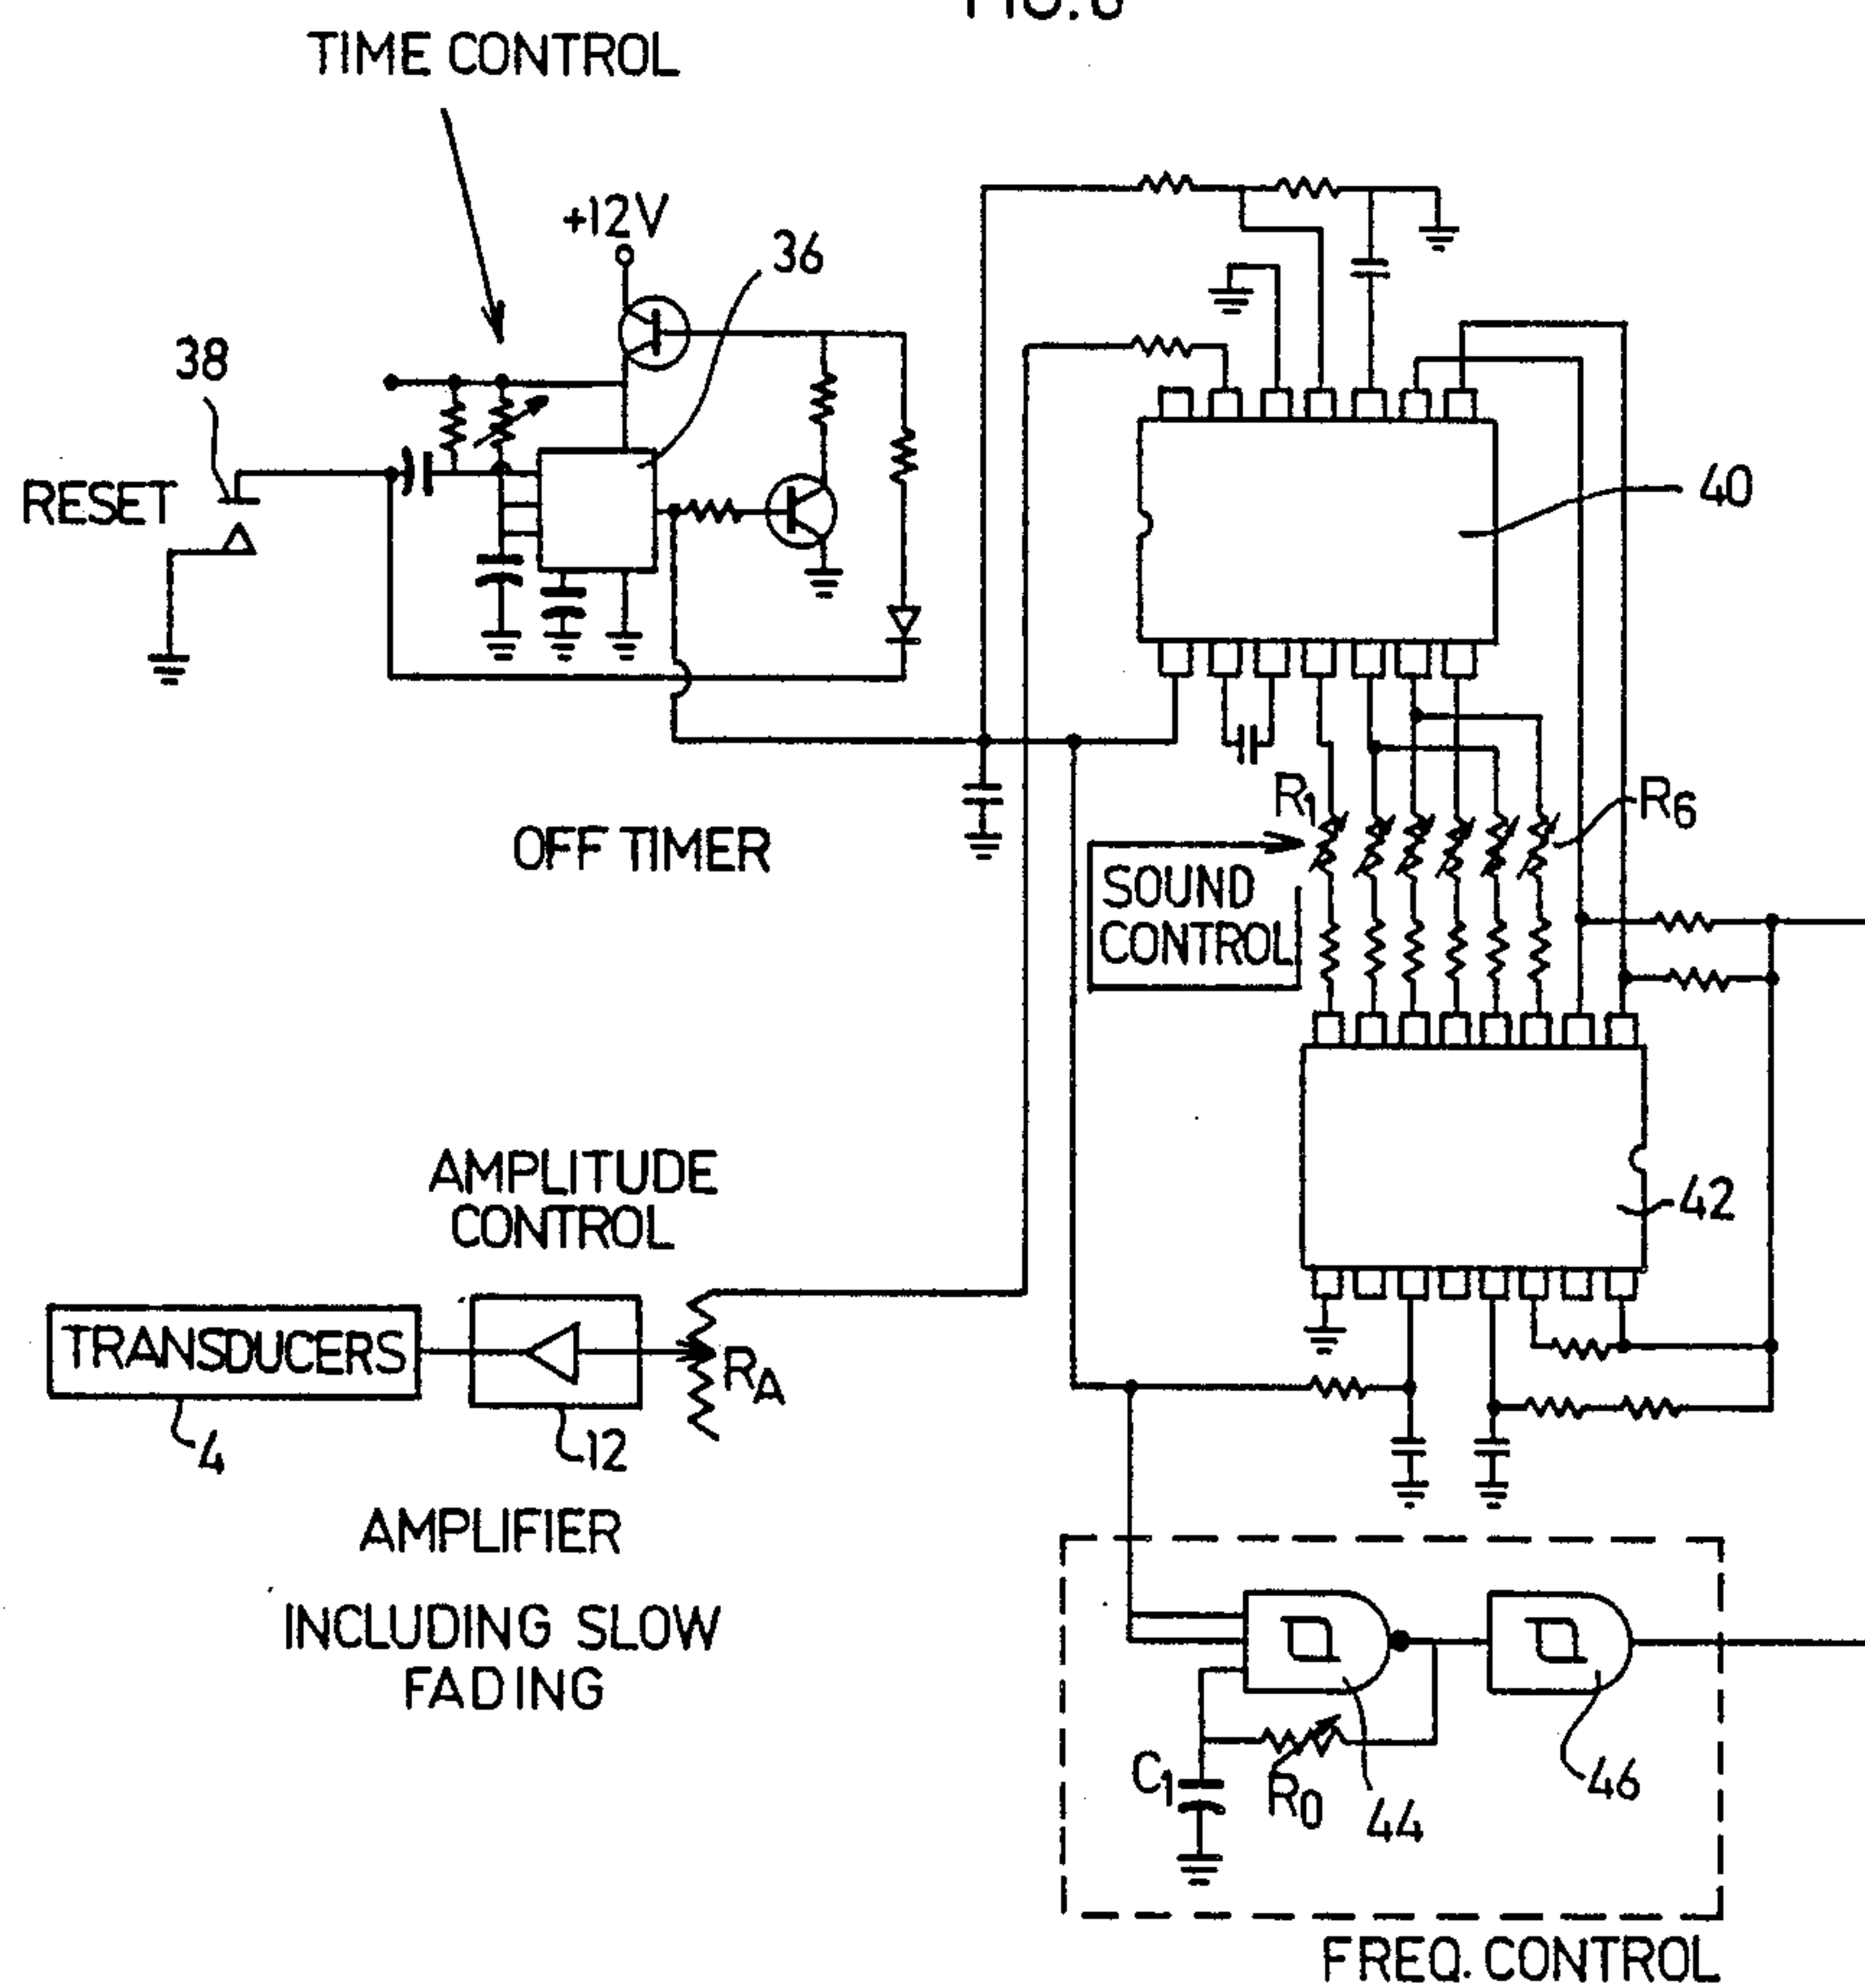 TIME CONTROL
+12V
36
38
RESET
40
R1
R6
OFF TIMER
SOUND
CONTROL
42
AMPLITUDE
CONTROL
TRANSDUCERS
RA
4
12
AMPLIFIER
INCLUDING SLOW
FADING
C1
R0
44
46
FREQ. CONTROL